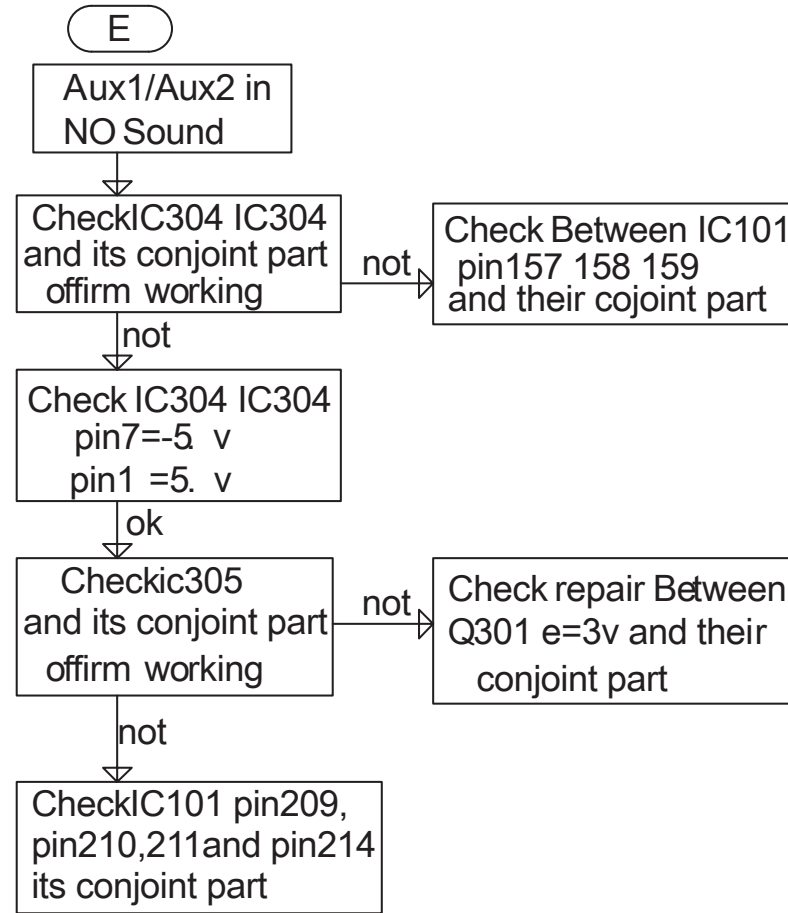 E
Aux1/Aux2 in
NO Sound
CheckIC304 IC304
and its conjoint part
offirm working
not
Check Between IC101
pin157 158 159
and their cojoint part
not
Check IC304 IC304
pin7=-5. v
pin1 =5. v
ok
Checkic305
and its conjoint part
offirm working
not
Check repair Between
Q301 e=3v and their
conjoint part
not
CheckIC101 pin209,
pin210,211and pin214
its conjoint part